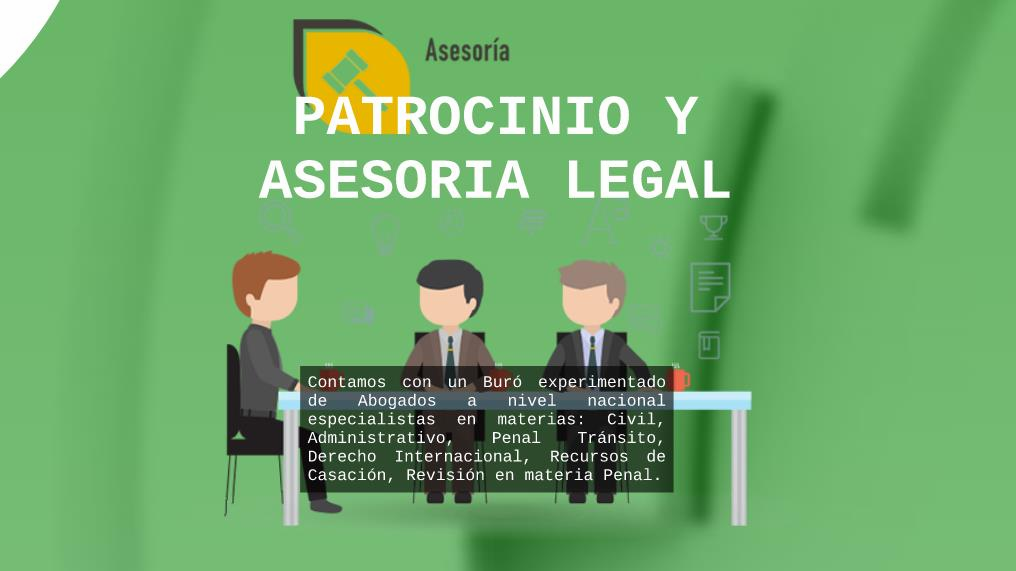 Asesoría
PATROCINIO Y
ASESORIA LEGAL
Contamos con un Buró experimentado
de Abogados a nivel nacional
especialistas en materias: Civil,
Administrativo, Penal Tránsito,
Derecho Internacional, Recursos de
Casación, Revisión en materia Penal.